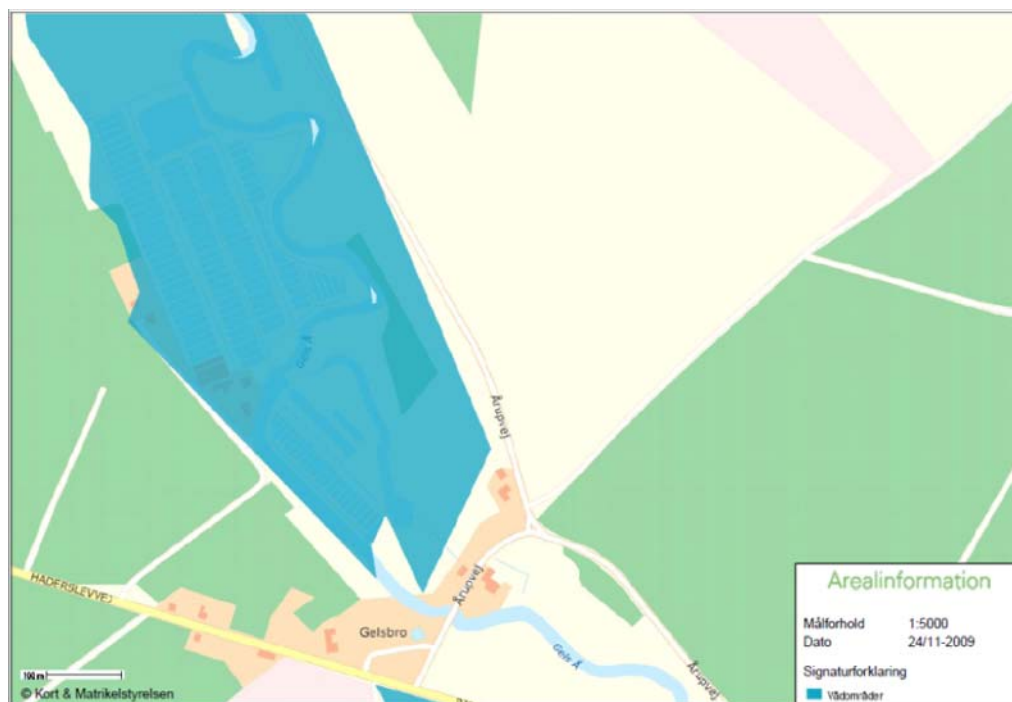 Gels Å
Årupvej
HADERSLEVVEJ
Årupvej
Gelsbro
Gels Å
Årupvej
100 m
© Kort & Matrikelstyrelsen
Arealinformation
Målforhold 1:5000
Dato 24/11-2009
Signaturforklaring
Vådområder